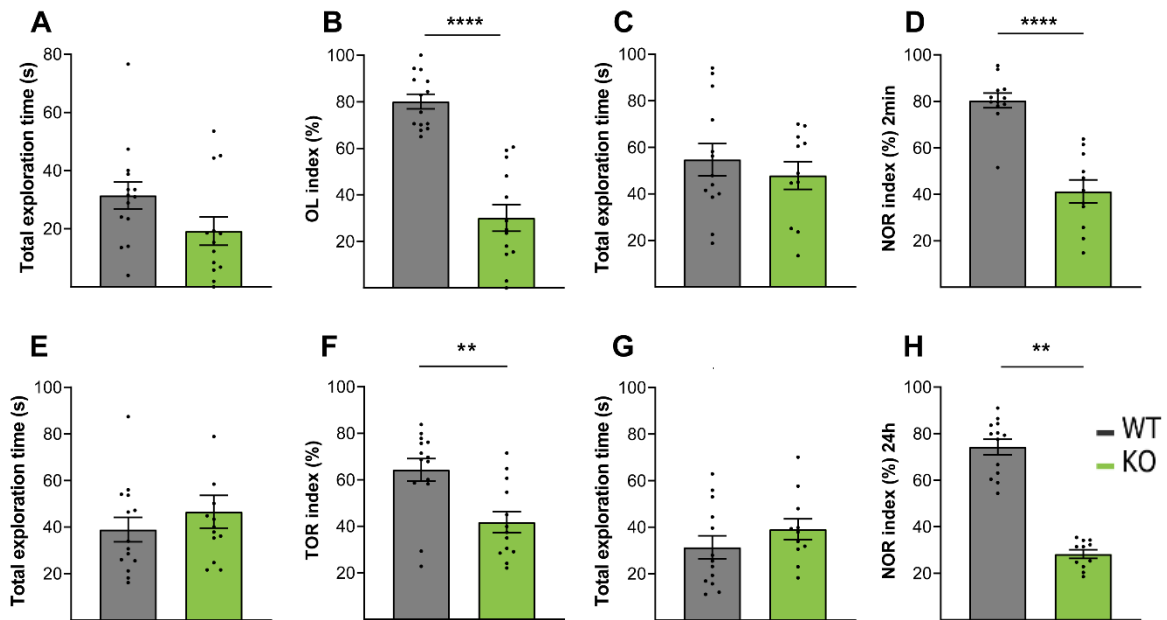 A
Total exploration time (s)
80
60
40
20
B
****
OL index (%)
100
80
60
40
20
C
Total exploration time (s)
100
80
60
40
20
D
****
NOR index (%) 2min
100
80
60
40
20
E
Total exploration time (s)
100
80
60
40
20
F
**
TOR index (%)
100
80
60
40
20
G
Total exploration time (s)
100
80
60
40
20
H
**
NOR index (%) 24h
100
80
60
40
20
WT
KO